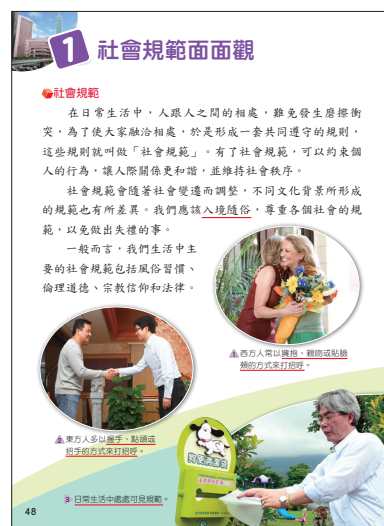 1 社會規範面面觀
社會規範
在日常生活中，人跟人之間的相處，難免發生磨擦衝
突，為了使大家融洽相處，於是形成一套共同遵守的規則，
這些規則就叫做「社會規範」。有了社會規範，可以約束個
人的行為，讓人際關係更和諧，並維持社會秩序。
社會規範會隨著社會變遷而調整，不同文化背景所形成
的規範也有所差異。我們應該入境隨俗，尊重各個社會的規
範，以免做出失禮的事。
一般而言，我們生活中主
要的社會規範包括風俗習慣、
倫理道德、宗教信仰和法律。
1 西方人常以擁抱、親吻或貼臉
頰的方式來打招呼。
2 東方人多以握手、點頭或
招手的方式來打招呼。
狗便清潔袋
3 日常生活中處處可見規範。
48